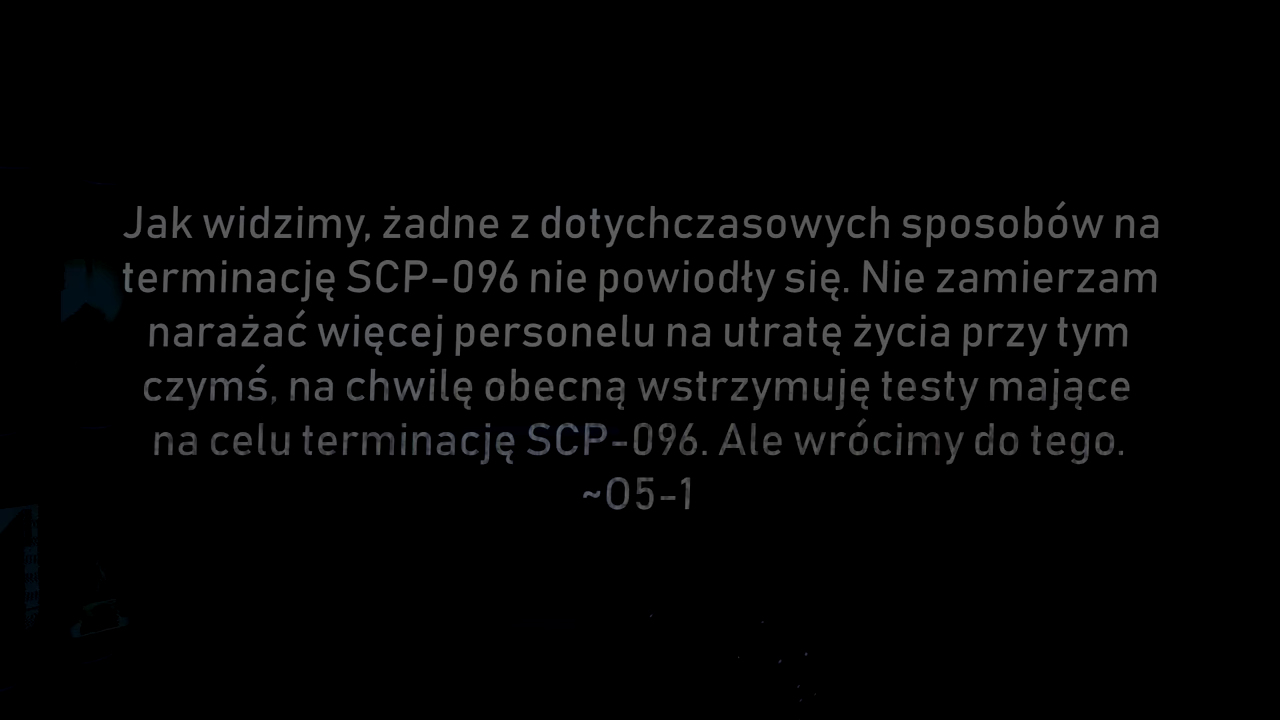 Jak widzimy, żadne z dotychczasowych sposobów na
terminację SCP-096 nie powiodły się. Nie zamierzam
narażać więcej personelu na utratę życia przy tym
czymś, na chwilę obecną wstrzymuję testy mające
na celu terminację SCP-096. Ale wrócimy do tego.
~O5-1